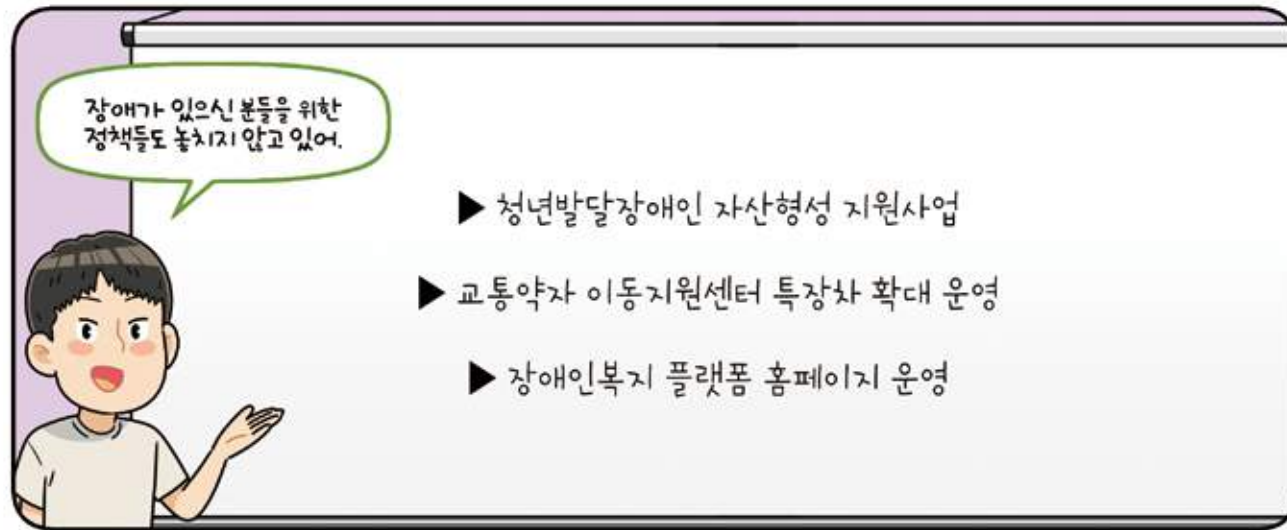 장애가 있으신 분들을 위한
정책들도 놓치지 않고 있어.
▶ 청년발달장애인 자산형성 지원사업
▶ 교통약자 이동지원센터 특장차 확대 운영
▶ 장애인복지 플랫폼 홈페이지 운영